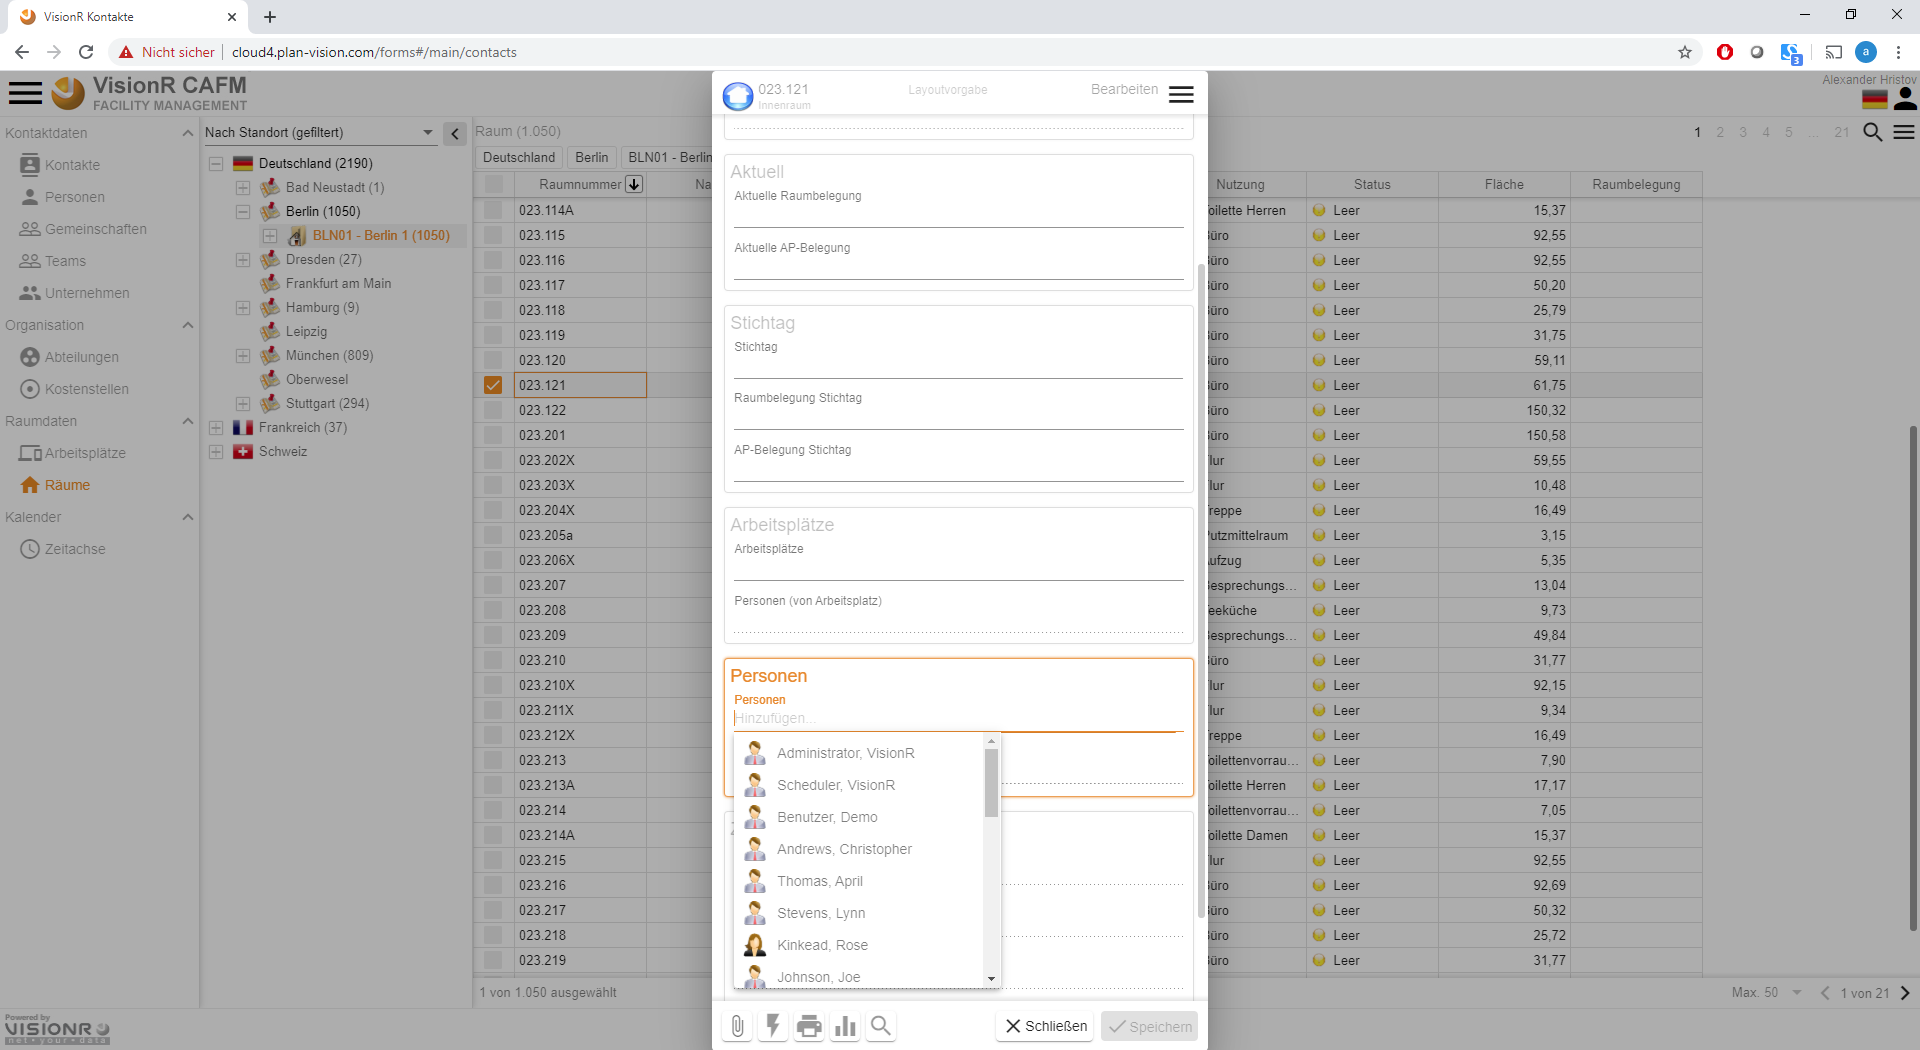 VisionR Kontakte
Nicht sicher
cloud4.plan-vision.com/forms#/main/contacts
3
a
VisionR CAFM
FACILITY MANAGEMENT
Alexander Hristov
Kontaktdaten
Kontakte
Personen
Gemeinschaften
Teams
Unternehmen
Organisation
Abteilungen
Kostenstellen
Raumdaten
Arbeitsplätze
Räume
Kalender
Zeitachse
Powered by
VISIONR
net·your·data
Nach Standort (gefiltert)
Deutschland (2190)
Bad Neustadt (1)
Berlin (1050)
BLN01 - Berlin 1 (1050)
Dresden (27)
Frankfurt am Main
Hamburg (9)
Leipzig
München (809)
Oberwesel
Stuttgart (294)
Frankreich (37)
Schweiz
Raum (1.050)
1 2 3 4 5 ... 21
Deutschland Berlin BLN01 - Berlin
Raumnummer Na
023.114A
023.115
023.116
023.117
023.118
023.119
023.120
023.121
023.122
023.201
023.202X
023.203X
023.204X
023.205a
023.206X
023.207
023.208
023.209
023.210
023.210X
023.211X
023.212X
023.213
023.213A
023.214
023.214A
023.215
023.216
023.217
023.218
023.219
1 von 1.050 ausgewählt
023.121
Innenraum
Layoutvorgabe
Bearbeiten
Aktuell
Aktuelle Raumbelegung
Aktuelle AP-Belegung
Stichtag
Stichtag
Raumbelegung Stichtag
AP-Belegung Stichtag
Arbeitsplätze
Arbeitsplätze
Personen (von Arbeitsplatz)
Personen
Personen
Hinzufügen...
Administrator, VisionR
Scheduler, VisionR
Benutzer, Demo
Andrews, Christopher
Thomas, April
Stevens, Lynn
Kinkead, Rose
Johnson, Joe
Schließen
Speichern
Nutzung Status Fläche Raumbelegung
oilette Herren Leer 15,37
üro Leer 92,55
üro Leer 92,55
üro Leer 50,20
üro Leer 25,79
üro Leer 31,75
üro Leer 59,11
üro Leer 61,75
üro Leer 150,32
üro Leer 150,58
lur Leer 59,55
lur Leer 10,48
reppe Leer 16,49
utzmittelraum Leer 3,15
ufzug Leer 5,35
esprechungs... Leer 13,04
eeküche Leer 9,73
esprechungs... Leer 49,84
üro Leer 31,77
lur Leer 92,15
lur Leer 9,34
reppe Leer 16,49
oilettenvorrau... Leer 7,90
oilette Herren Leer 17,17
oilettenvorrau... Leer 7,05
oilette Damen Leer 15,37
lur Leer 92,55
üro Leer 92,69
üro Leer 50,32
üro Leer 25,72
üro Leer 31,77
Max. 50
1 von 21